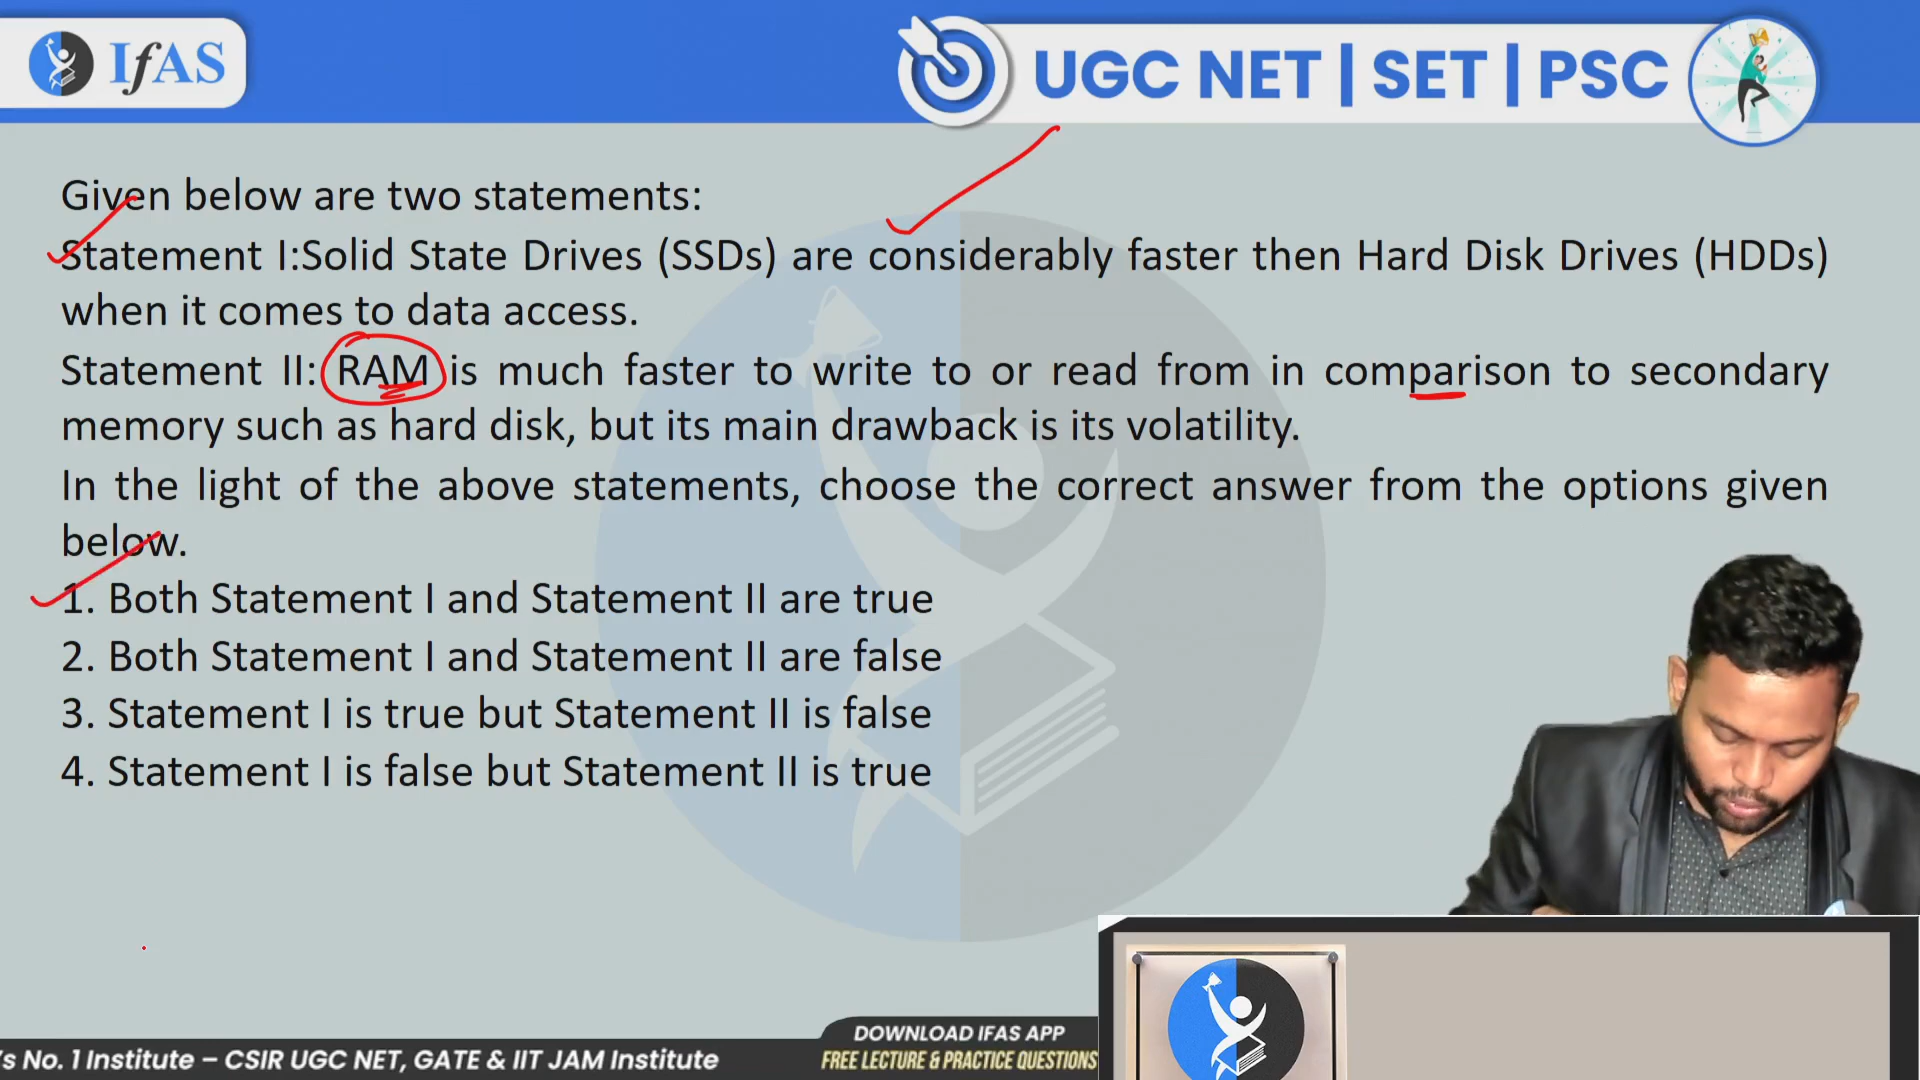 IfAS
UGC NET | SET | PSC
Given below are two statements:
Statement I:Solid State Drives (SSDs) are considerably faster then Hard Disk Drives (HDDs)
when it comes to data access.
Statement II: RAM is much faster to write to or read from in comparison to secondary
memory such as hard disk, but its main drawback is its volatility.
In the light of the above statements, choose the correct answer from the options given
below.
1. Both Statement I and Statement II are true
2. Both Statement I and Statement II are false
3. Statement I is true but Statement II is false
4. Statement I is false but Statement II is true
DOWNLOAD IFAS APP
's No. 1 Institute – CSIR UGC NET, GATE & IIT JAM Institute
FREE LECTURE & PRACTICE QUESTIONS